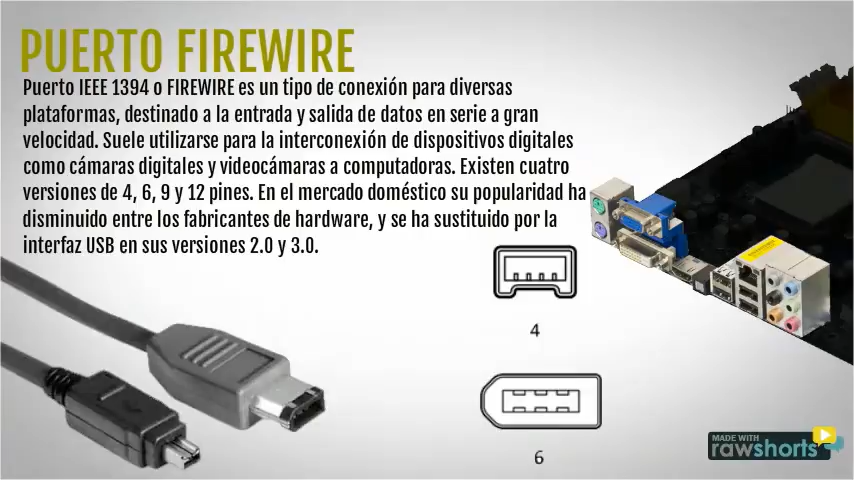 PUERTO FIREWIRE
Puerto IEEE 1394 o FIREWIRE es un tipo de conexión para diversas
plataformas, destinado a la entrada y salida de datos en serie a gran
velocidad. Suele utilizarse para la interconexión de dispositivos digitales
como cámaras digitales y videocámaras a computadoras. Existen cuatro
versiones de 4, 6, 9 y 12 pines. En el mercado doméstico su popularidad ha
disminuido entre los fabricantes de hardware, y se ha sustituido por la
interfaz USB en sus versiones 2.0 y 3.0.
4
6
MADE WITH
rawshorts